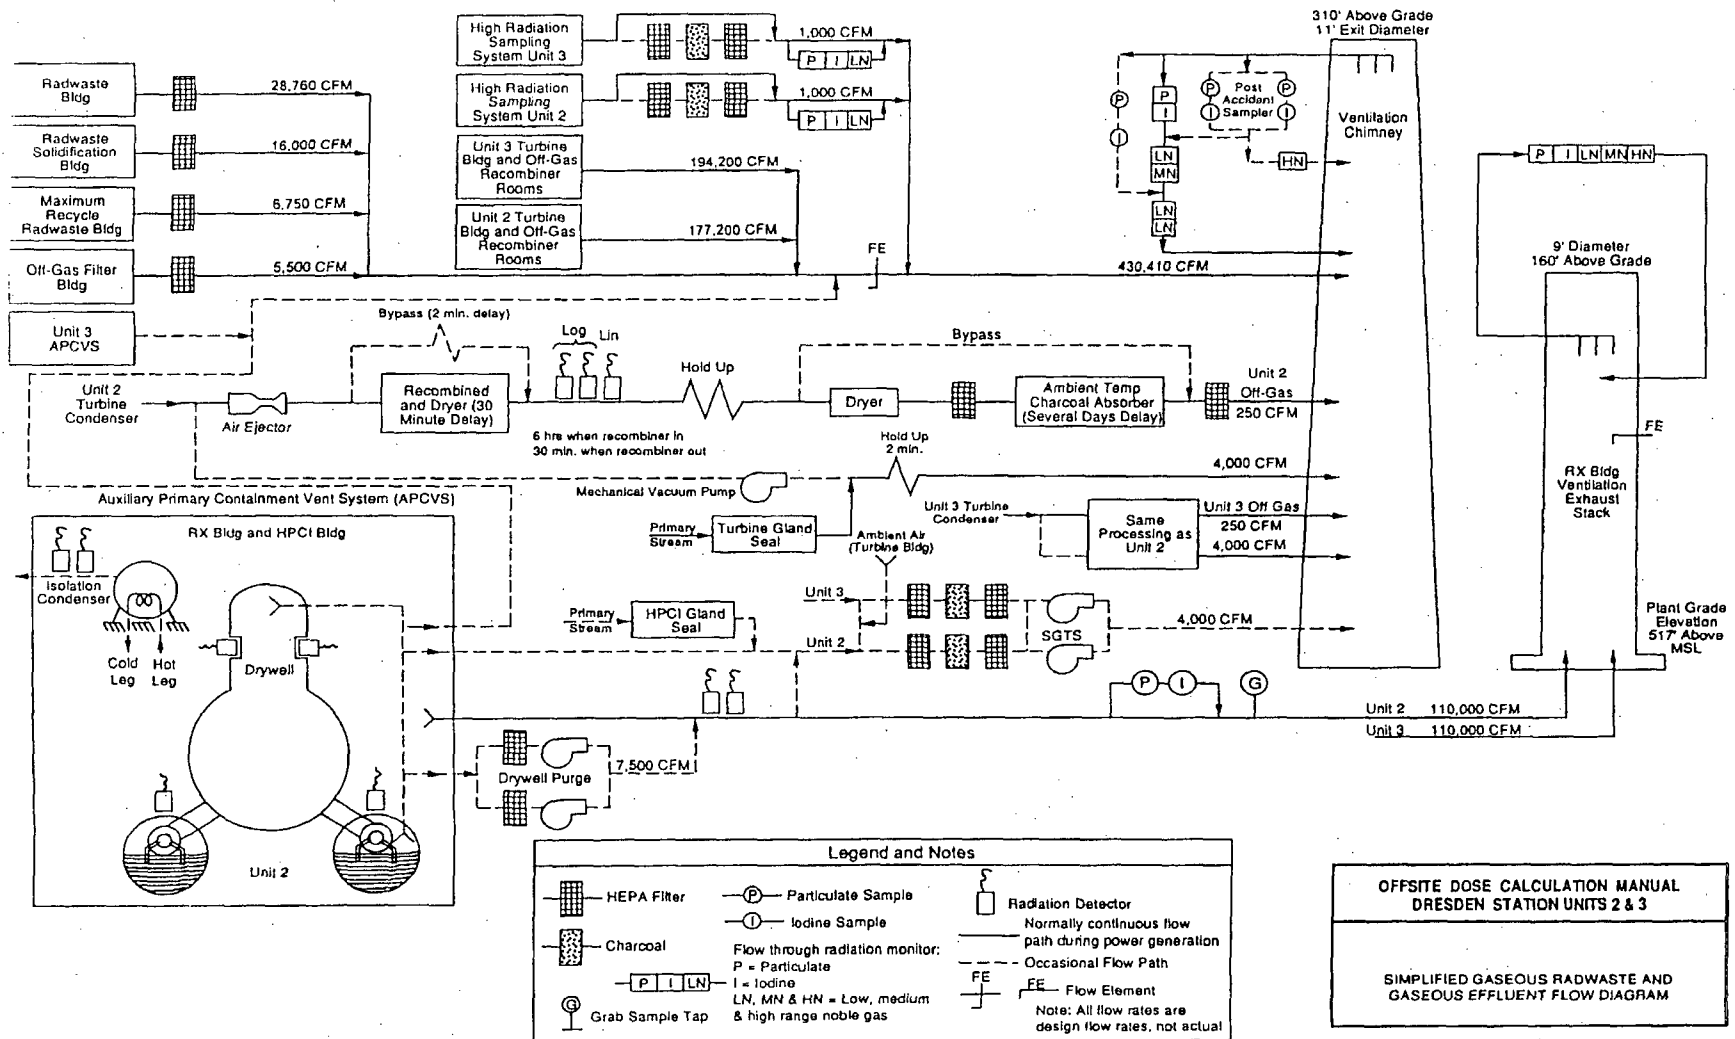 310' Above Grade
11' Exit Diameter
High Radiation
Sampling
System Unit 3
1,000 CFM
P I LN
Radwaste
Bldg
28,760 CFM
High Radiation
Sampling
System Unit 2
1,000 CFM
P I LN
P
I
P
I
P
I
Post
Accident
Sampler
P
I
Ventilation
Chimney
Radwaste
Solidification
Bldg
16,000 CFM
Unit 3 Turbine
Bldg and Off-Gas
Recombiner
Rooms
194,200 CFM
LN
MN
HN
P I LN MN HN
Maximum
Recycle
Radwaste Bldg
6,750 CFM
Unit 2 Turbine
Bldg and Off-Gas
Recombiner
Rooms
177,200 CFM
LN
LN
FE
9' Diameter
160' Above Grade
Off-Gas Filter
Bldg
5,500 CFM
430,410 CFM
Unit 3
APCVS
Bypass (2 min. delay)
Log
Lin
Bypass
Hold Up
Unit 2
Turbine
Condenser
Air Ejector
Recombined
and Dryer (30
Minute Delay)
Dryer
Ambient Temp
Charcoal Absorber
(Several Days Delay)
Unit 2
Off-Gas
250 CFM
6 hrs when recombiner in
30 min. when recombiner out
Hold Up
2 min.
FE
4,000 CFM
Mechanical Vacuum Pump
RX Bldg
Ventilation
Exhaust
Stack
Auxiliary Primary Containment Vent System (APCVS)
Primary
Stream
Turbine Gland
Seal
Ambient Air
(Turbine Bldg)
Unit 3 Turbine
Condenser
Same
Processing as
Unit 2
Unit 3 Off Gas
250 CFM
4,000 CFM
RX Bldg and HPCI Bldg
Isolation
Condenser
Unit 3
Primary
Stream
HPCI Gland
Seal
Unit 2
SGTS
4,000 CFM
Plant Grade
Elevation
517' Above
MSL
Cold
Leg
Hot
Leg
Drywell
P
I
G
Unit 2 110,000 CFM
Unit 3 110,000 CFM
Drywell Purge
7,500 CFM
Unit 2
Legend and Notes
HEPA Filter
Charcoal
P I LN
G
Grab Sample Tap
P
Particulate Sample
I
Iodine Sample
Flow through radiation monitor:
P = Particulate
I = Iodine
LN, MN & HN = Low, medium
& high range noble gas
Radiation Detector
Normally continuous flow
path during power generation
Occasional Flow Path
FE
FE
Flow Element
Note: All flow rates are
design flow rates, not actual
OFFSITE DOSE CALCULATION MANUAL
DRESDEN STATION UNITS 2 & 3
SIMPLIFIED GASEOUS RADWASTE AND
GASEOUS EFFLUENT FLOW DIAGRAM